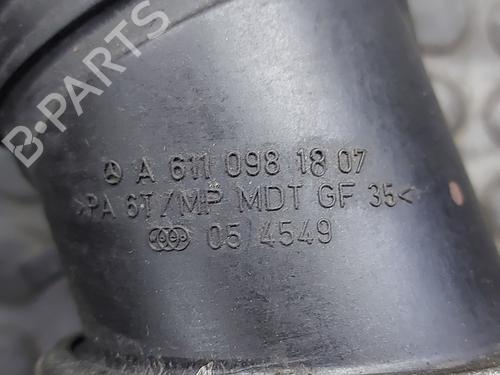 B-PARTS
A 611 098 18 07
>PA 6T/MP MDT GF 35<
05 4549